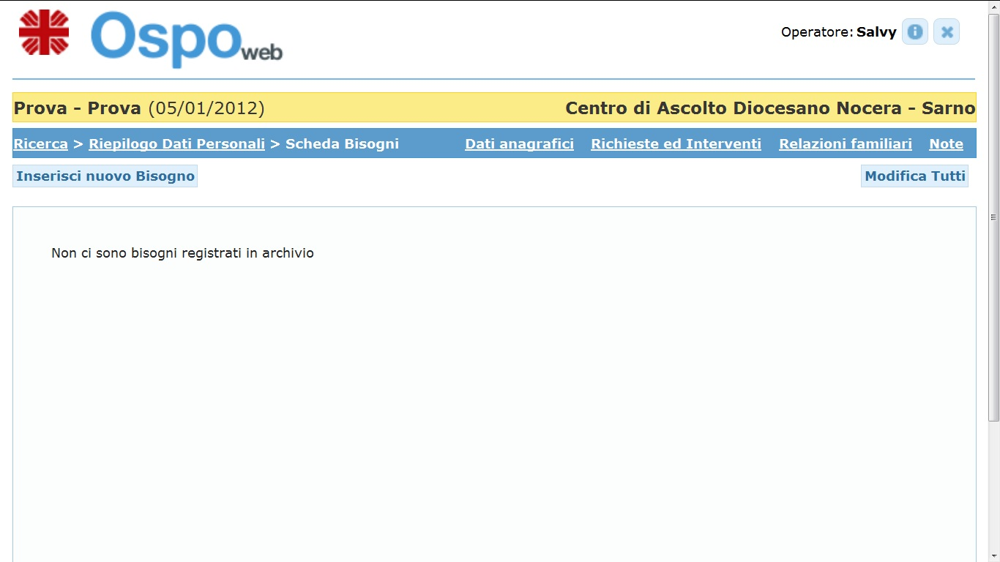 Ospo web
Operatore: Salvy
Prova - Prova (05/01/2012) Centro di Ascolto Diocesano Nocera - Sarno
Ricerca > Riepilogo Dati Personali > Scheda Bisogni Dati anagrafici Richieste ed Interventi Relazioni familiari Note
Inserisci nuovo Bisogno Modifica Tutti
Non ci sono bisogni registrati in archivio